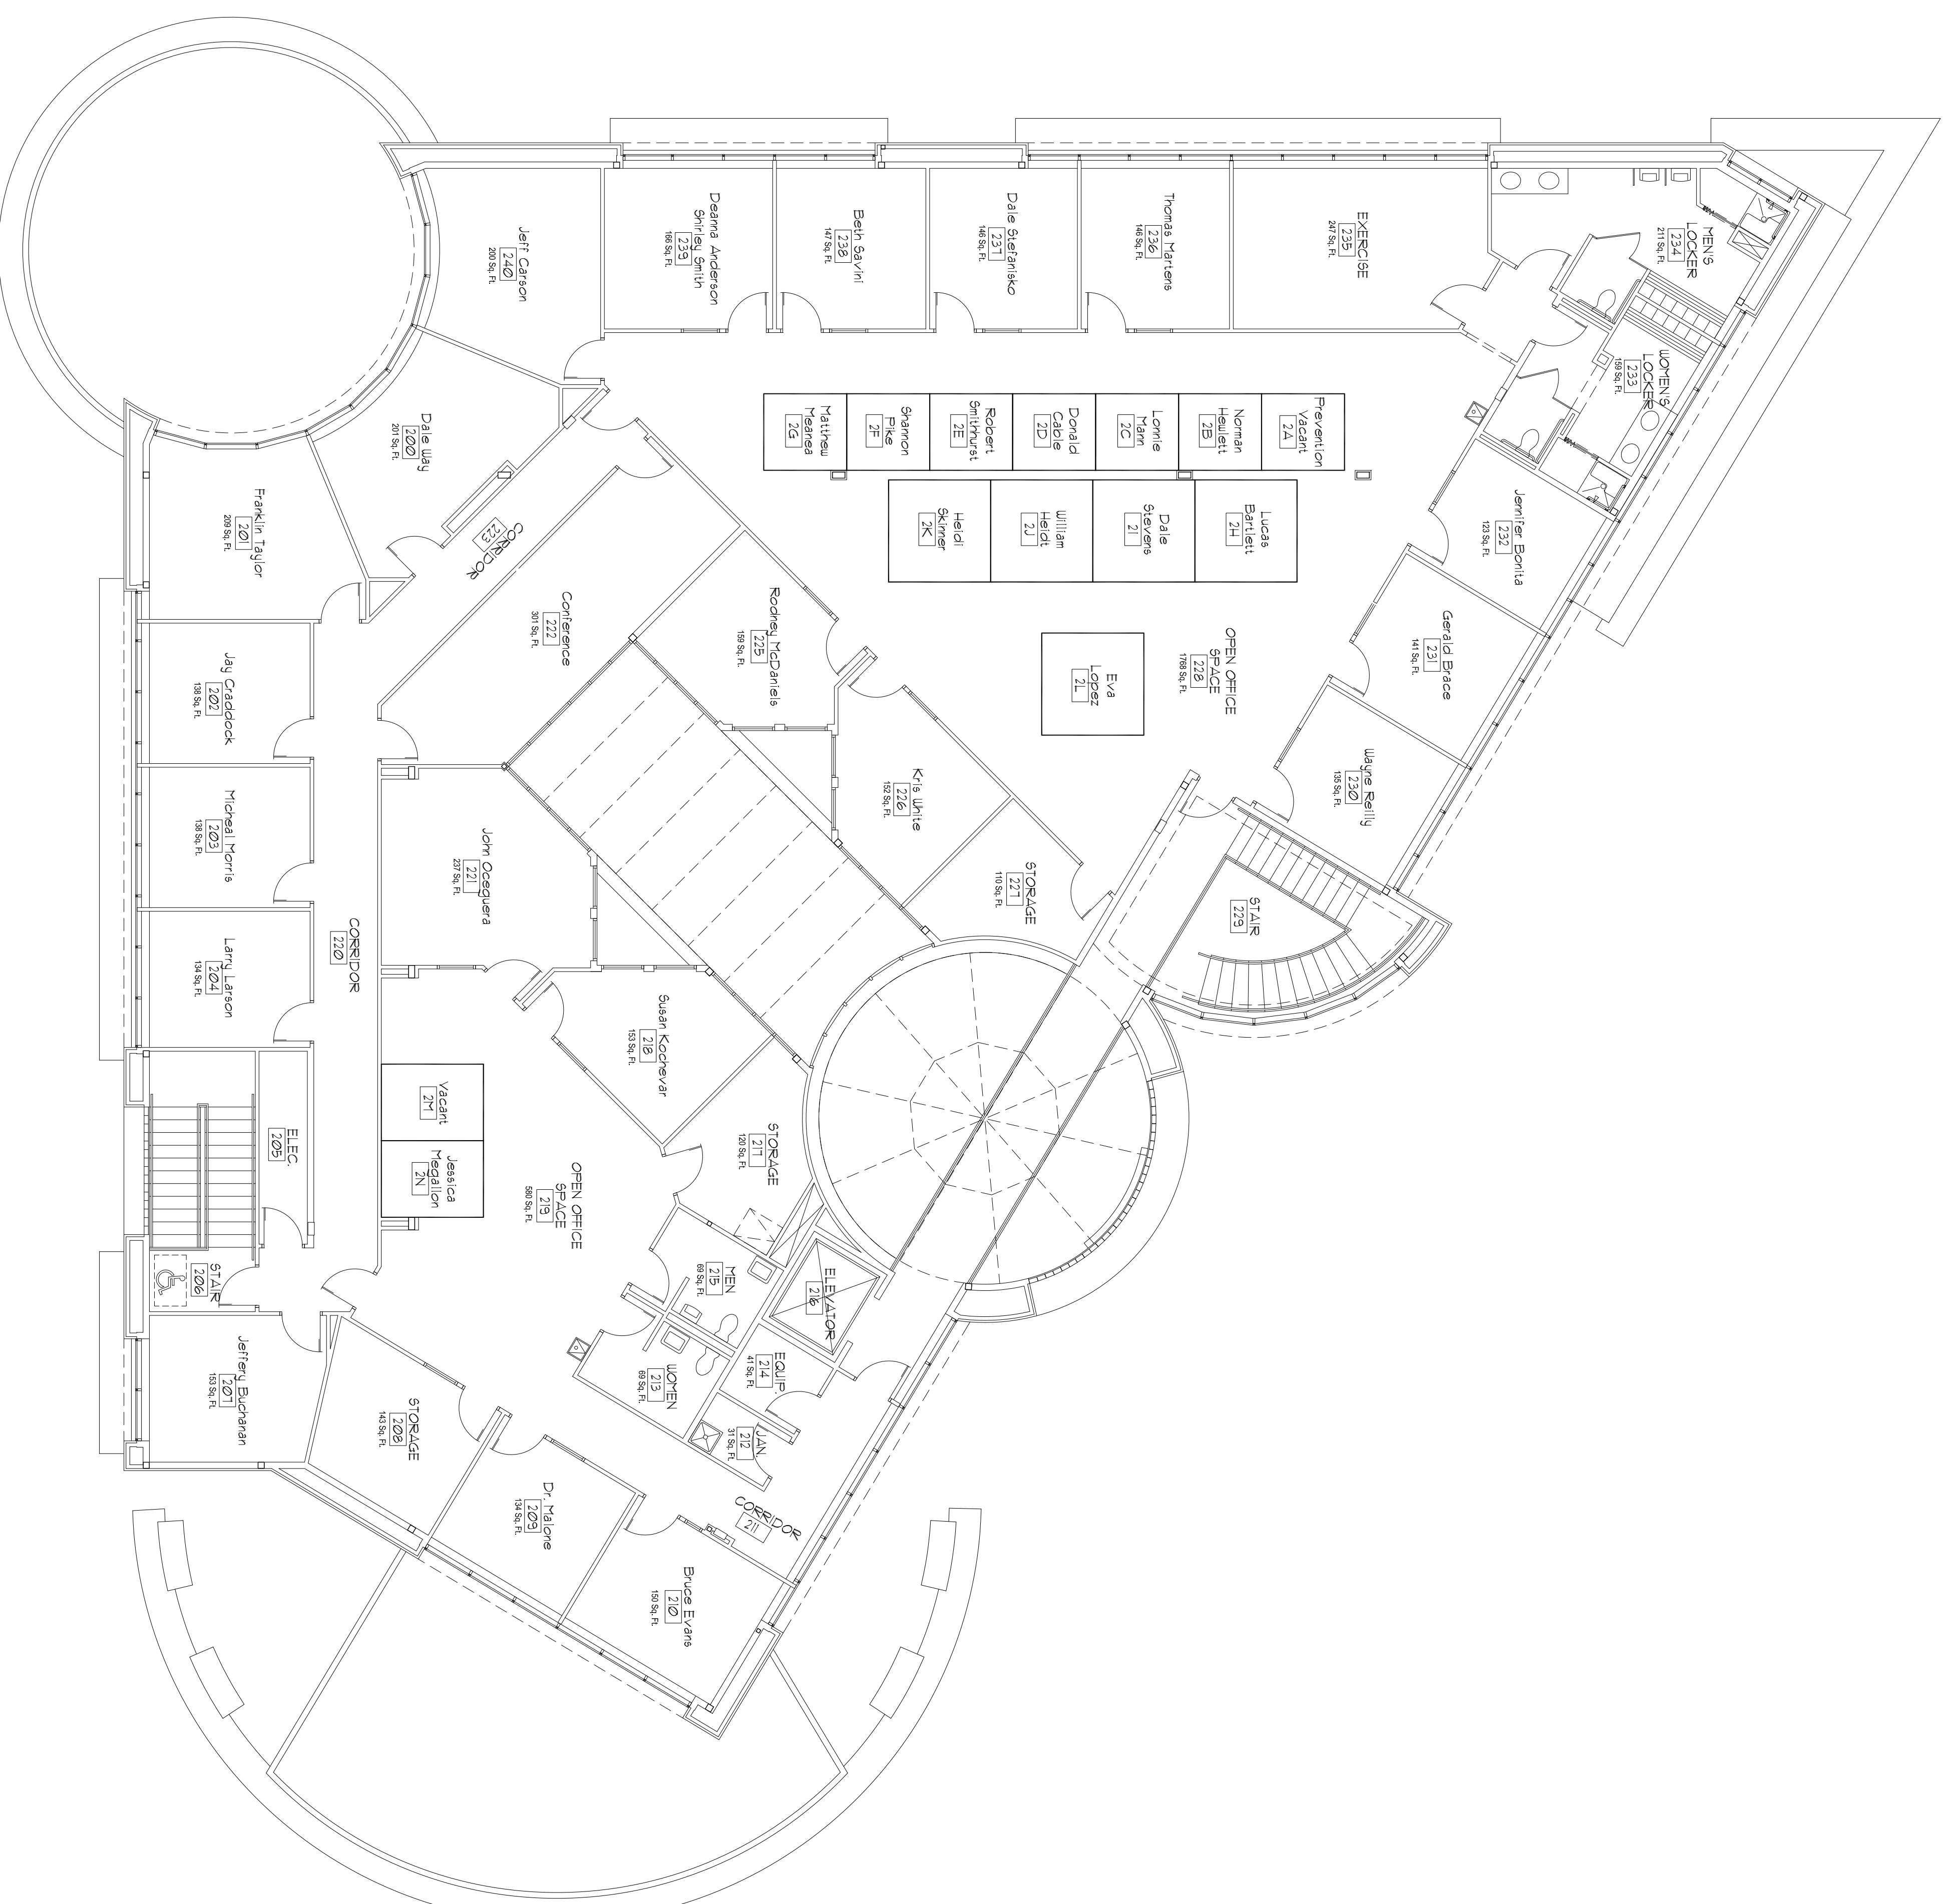 MEN'S
LOCKER
234
211 Sq. Ft.
WOMEN'S
LOCKER
233
159 Sq. Ft.
EXERCISE
235
247 Sq. Ft.
Thomas Martens
236
146 Sq. Ft.
Dale Stefanisko
237
146 Sq. Ft.
Beth Savini
238
147 Sq. Ft.
Deanna Anderson
Shirley Smith
239
166 Sq. Ft.
Jeff Carson
240
200 Sq. Ft.
Prevention
Vacant
2A
Norman
Hewlett
2B
Lonnie
Mann
2C
Donald
Cable
2D
Robert
Smithhurst
2E
Shannon
Pike
2F
Matthew
Meanea
2G
Lucas
Bartlett
2H
Dale
Stevens
2I
William
Heidt
2J
Heidi
Skinner
2K
Jennifer Bonita
232
123 Sq. Ft.
Gerald Brace
231
141 Sq. Ft.
Wayne Reilly
230
135 Sq. Ft.
OPEN OFFICE
SPACE
228
1768 Sq. Ft.
Eva
Lopez
2L
Dale Way
200
201 Sq. Ft.
CORRIDOR
223
Franklin Taylor
201
209 Sq. Ft.
Conference
222
301 Sq. Ft.
Rodney McDaniels
225
159 Sq. Ft.
Kris White
226
152 Sq. Ft.
STORAGE
227
110 Sq. Ft.
STAIR
229
Jay Craddock
202
138 Sq. Ft.
Micheal Morris
203
138 Sq. Ft.
Larry Larson
204
134 Sq. Ft.
CORRIDOR
220
John Ocequera
221
237 Sq. Ft.
Susan Kochevar
218
153 Sq. Ft.
STORAGE
217
120 Sq. Ft.
Vacant
2M
Jessica
Megallon
2N
OPEN OFFICE
SPACE
219
580 Sq. Ft.
ELEC.
205
STAIR
206
MEN
215
69 Sq. Ft.
ELEVATOR
216
WOMEN
213
69 Sq. Ft.
EQUIP.
214
41 Sq. Ft.
JAN.
212
31 Sq. Ft.
Jeffery Buchanan
207
153 Sq. Ft.
STORAGE
208
143 Sq. Ft.
Dr. Malone
209
134 Sq. Ft.
CORRIDOR
211
Bruce Evans
210
150 Sq. Ft.